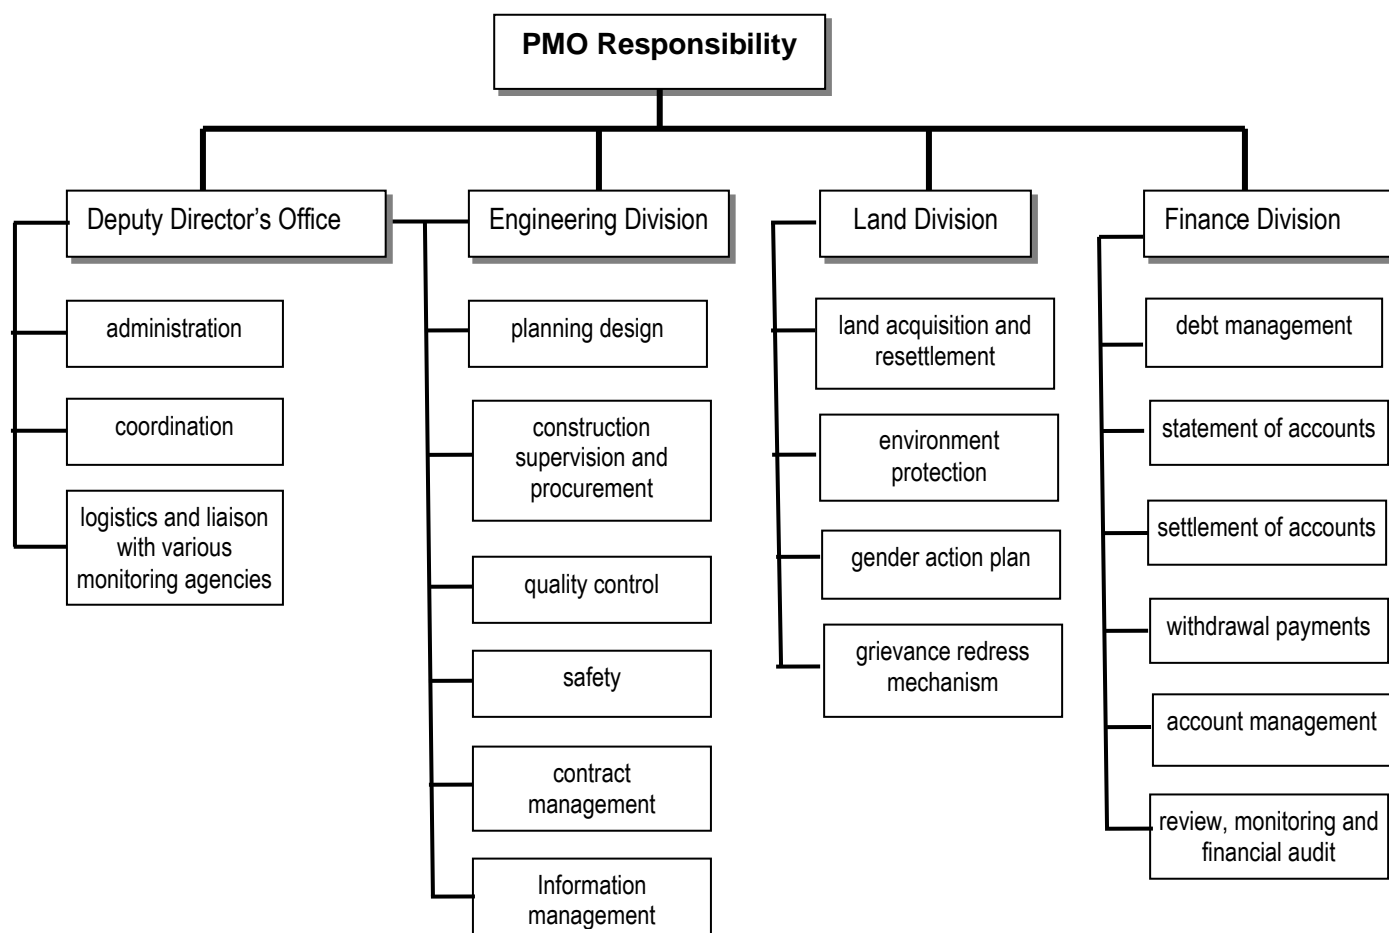 PMO Responsibility
Deputy Director’s Office
administration
coordination
logistics and liaison
with various
monitoring agencies
Engineering Division
planning design
construction
supervision and
procurement
quality control
safety
contract
management
Information
management
Land Division
land acquisition and
resettlement
environment
protection
gender action plan
grievance redress
mechanism
Finance Division
debt management
statement of accounts
settlement of accounts
withdrawal payments
account management
review, monitoring and
financial audit